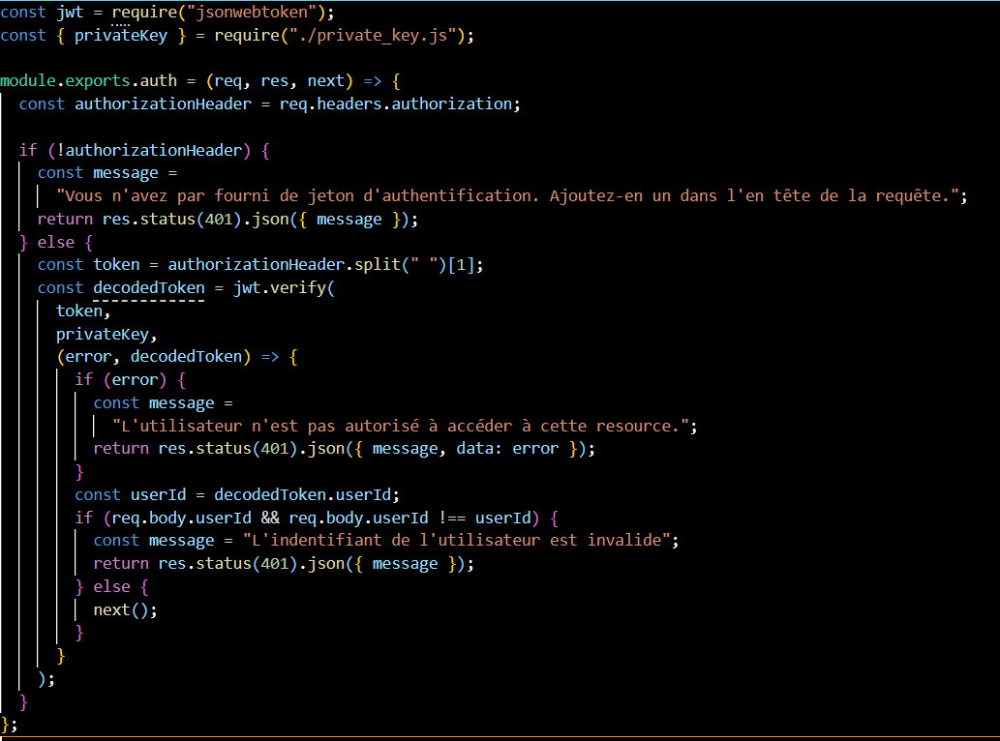 const jwt = require("jsonwebtoken");
const { privateKey } = require("./private_key.js");
module.exports.auth = (req, res, next) => {
const authorizationHeader = req.headers.authorization;
if (!authorizationHeader) {
const message =
"Vous n'avez par fourni de jeton d'authentification. Ajoutez-en un dans l'en tête de la requête.";
return res.status(401).json({ message });
} else {
const token = authorizationHeader.split(" ")[1];
const decodedToken = jwt.verify(
token,
privateKey,
(error, decodedToken) => {
if (error) {
const message =
"L'utilisateur n'est pas autorisé à accéder à cette resource.";
return res.status(401).json({ message, data: error });
}
const userId = decodedToken.userId;
if (req.body.userId && req.body.userId !== userId) {
const message = "L'indentifiant de l'utilisateur est invalide";
return res.status(401).json({ message });
} else {
next();
}
}
);
}
};